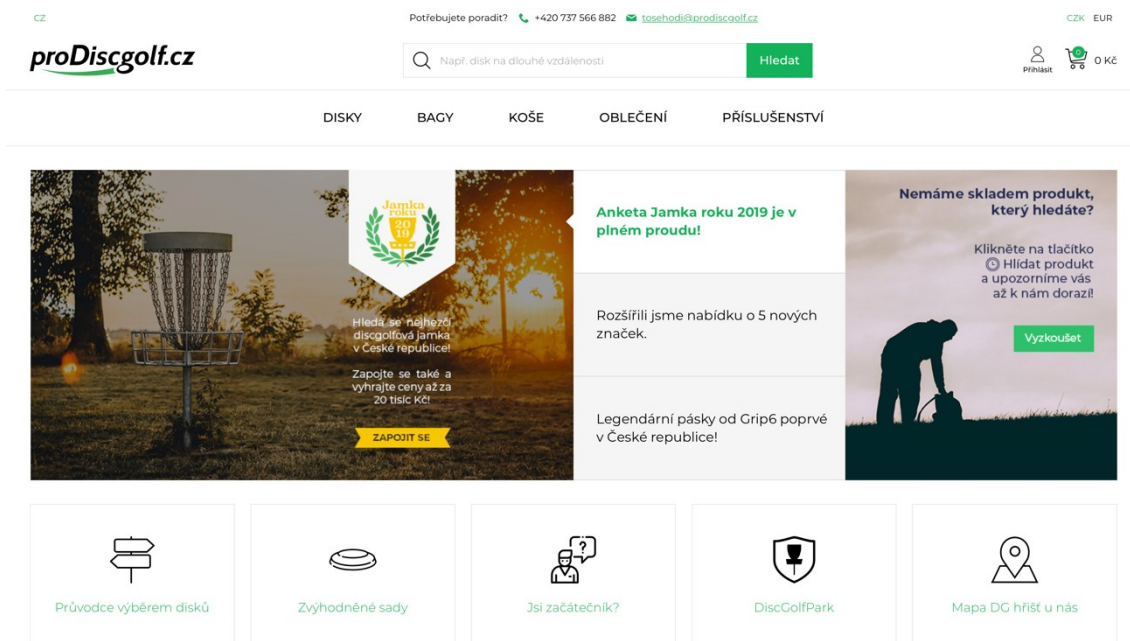 CZ
Potřebujete poradit? +420 737 566 882 tosehodi@prodiscgolf.cz
CZK EUR
proDiscgolf.cz
Např. disk na dlouhé vzdálenosti
Hledat
Přihlásit
0
0 Kč
DISKY BAGY KOŠE OBLEČENÍ PŘÍSLUŠENSTVÍ
Jamka
roku
20
19
Hledá se nejhezčí
discgolfová jamka
v České republice!
Zapojte se také a
vyhrajte ceny až za
20 tisíc Kč!
ZAPOJIT SE
Anketa Jamka roku 2019 je v
plném proudu!
Rozšířili jsme nabídku o 5 nových
značek.
Legendární pásky od Grip6 poprvé
v České republice!
Nemáme skladem produkt,
který hledáte?
Klikněte na tlačítko
Hlídat produkt
a upozorníme vás
až k nám dorazí!
Vyzkoušet
?
Průvodce výběrem disků
Zvýhodněné sady
Jsi začátečník?
DiscGolfPark
Mapa DG hřišť u nás